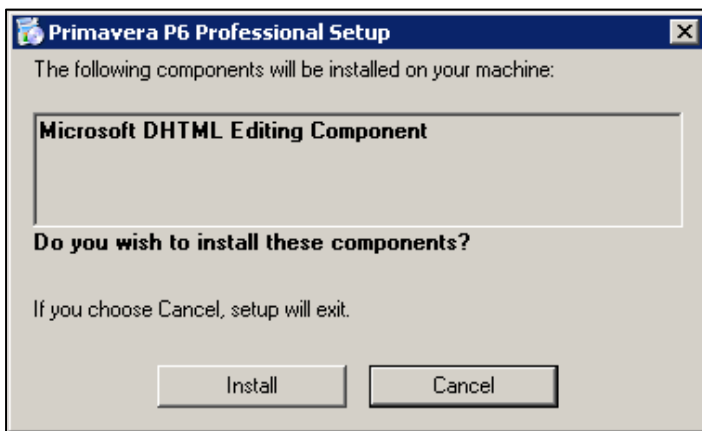 Primavera P6 Professional Setup
The following components will be installed on your machine:
Microsoft DHTML Editing Component
Do you wish to install these components?
If you choose Cancel, setup will exit.
Install Cancel